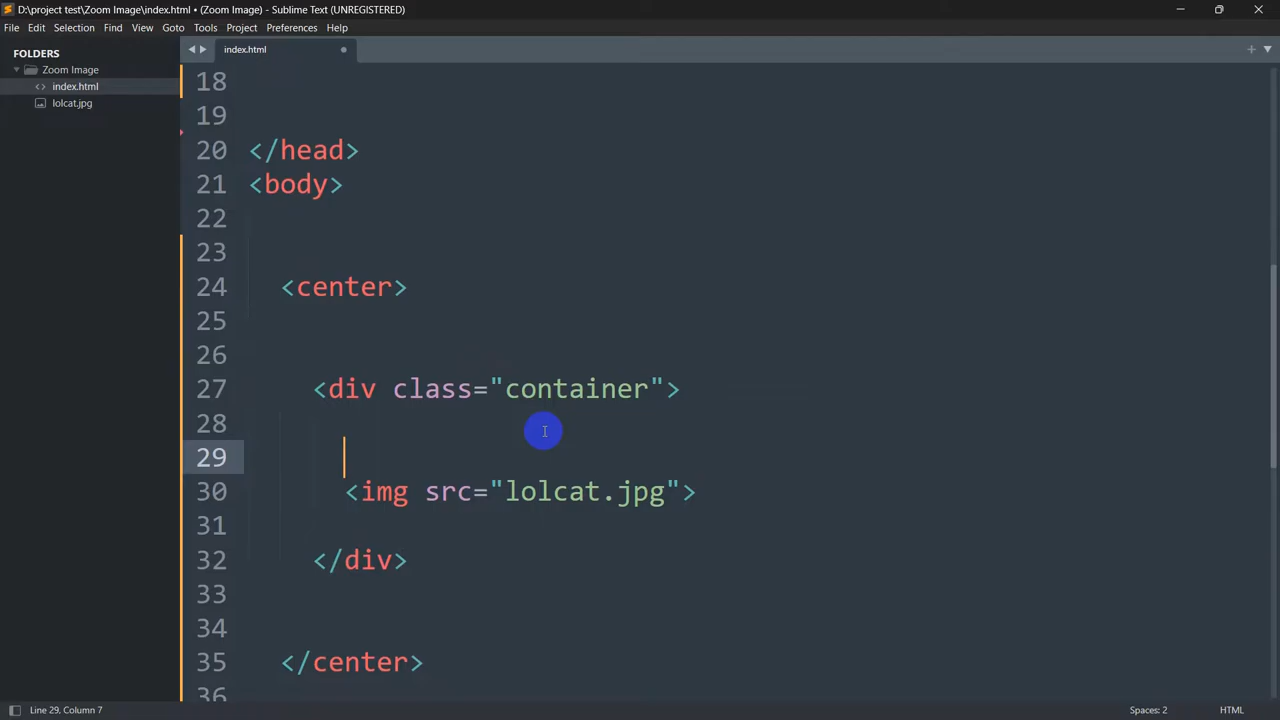 D:\project test\Zoom Image\index.html • (Zoom Image) - Sublime Text (UNREGISTERED)
File Edit Selection Find View Goto Tools Project Preferences Help
FOLDERS
Zoom Image
<> index.html
lolcat.jpg
index.html
18
19
20 </head>
21 <body>
22
23
24 <center>
25
26
27 <div class="container">
28
29
30 <img src="lolcat.jpg">
31
32 </div>
33
34
35 </center>
36
Line 29, Column 7
Spaces: 2
HTML